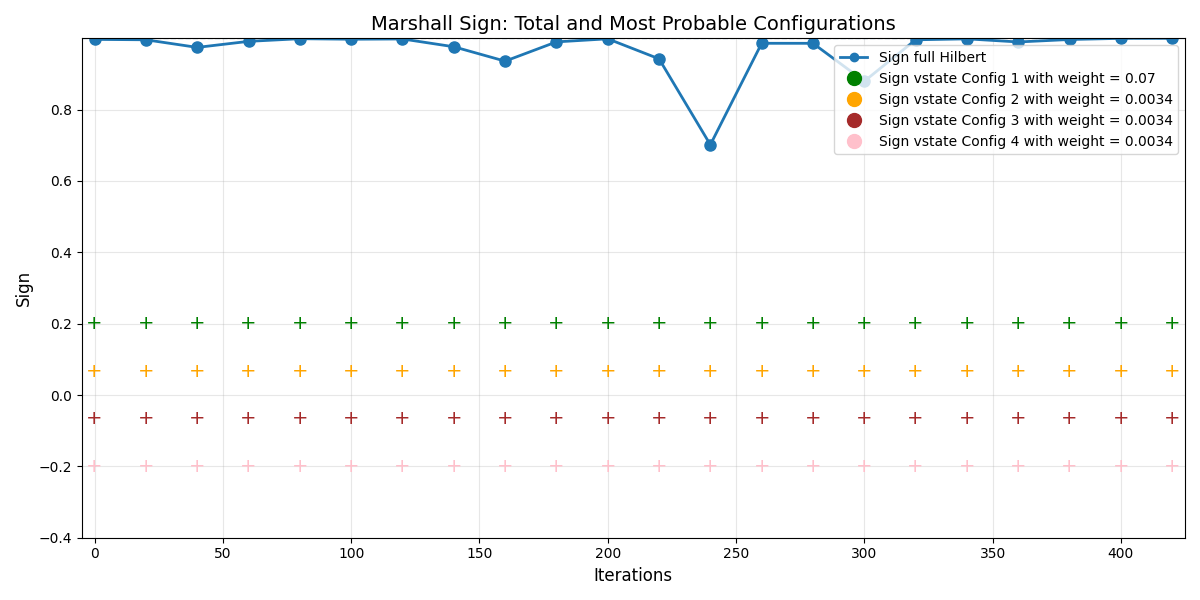 Marshall Sign: Total and Most Probable Configurations
Sign full Hilbert
Sign vstate Config 1 with weight = 0.07
Sign vstate Config 2 with weight = 0.0034
Sign vstate Config 3 with weight = 0.0034
Sign vstate Config 4 with weight = 0.0034
Sign
0.8
0.6
0.4
0.2
0.0
−0.2
−0.4
0 50 100 150 200 250 300 350 400
Iterations